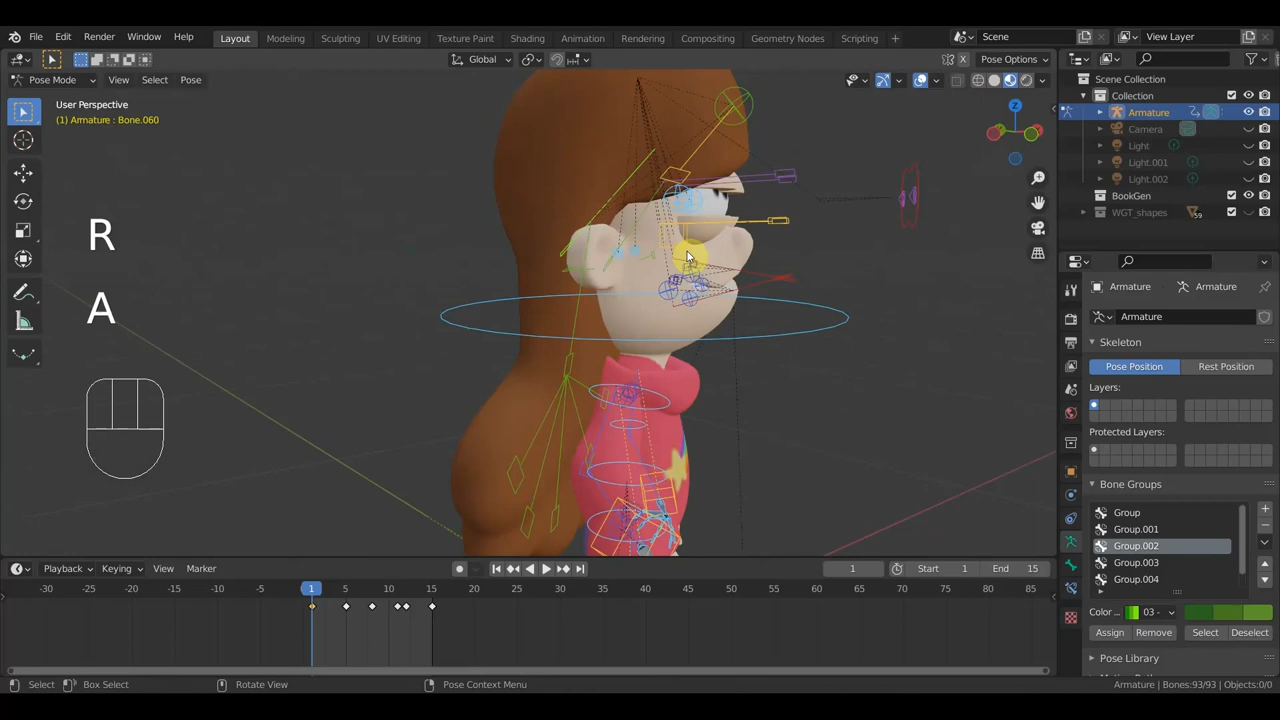 File Edit Render Window Help Layout Modeling Sculpting UV Editing Texture Paint Shading Animation Rendering Compositing Geometry Nodes Scripting + Scene View Layer
Global Pose Options
Pose Mode View Select Pose
Scene Collection
Collection
Armature
Camera
Light
Light.001
Light.002
BookGen
WGT_shapes 59
User Perspective
(1) Armature : Bone.060
Z
R
A
Armature Armature
Armature
Skeleton
Pose Position Rest Position
Layers:
Protected Layers:
Bone Groups
Group
Group.001
Group.002
Group.003
Group.004
Color 03 -
Assign Remove Select Deselect
Pose Library
Playback Keying View Marker 1 Start 1 End 15
-30 -25 -20 -15 -10 -5 1 5 10 15 20 25 30 35 40 45 50 55 60 65 70 75 80 85
Select Box Select Rotate View Pose Context Menu Armature | Bones:93/93 | Objects:0/0